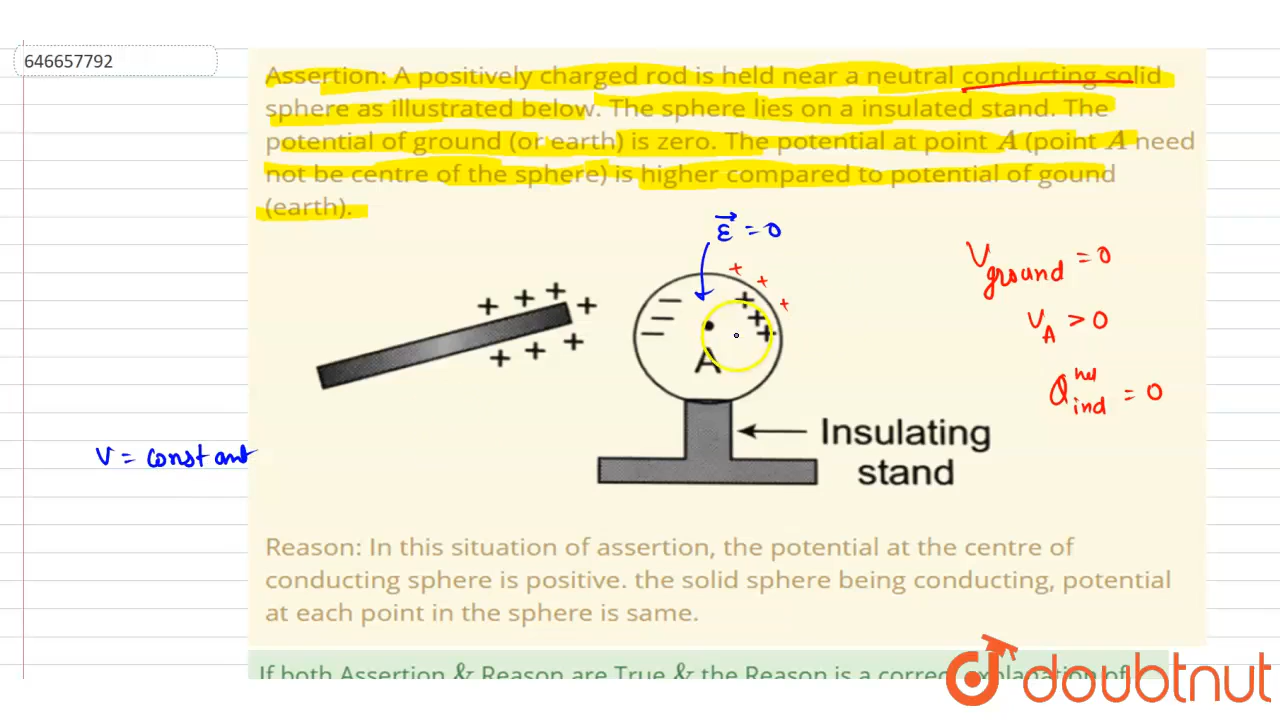 646657792
Assertion: A positively charged rod is held near a neutral conducting solid
sphere as illustrated below. The sphere lies on a insulated stand. The
potential of ground (or earth) is zero. The potential at point A (point A need
not be centre of the sphere) is higher compared to potential of gound
(earth).
ε⃗ = 0
V ground = 0
V A > 0
Q ind = 0
+ + + +
+ + +
+ + +
+ + +
− − −
A
Insulating
stand
V = constant
Reason: In this situation of assertion, the potential at the centre of
conducting sphere is positive. the solid sphere being conducting, potential
at each point in the sphere is same.
If both Assertion & Reason are True & the Reason is a correct explanation of
doubtnut